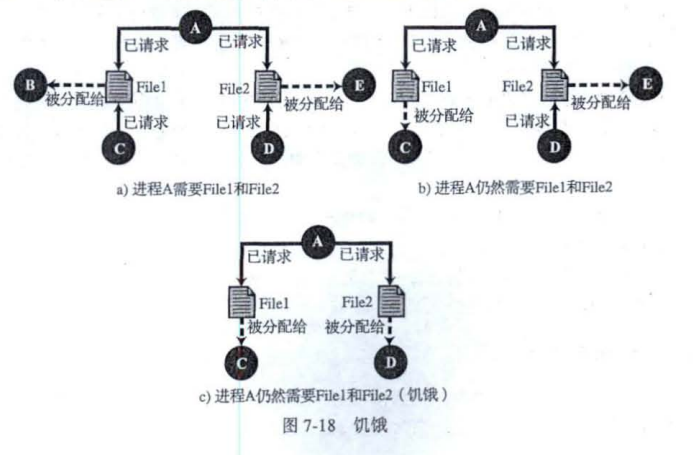 A
A
已请求
已请求
已请求
已请求
B
File1
File2
E
File1
File2
E
被分配给
被分配给
被分配给
被分配给
已请求
已请求
已请求
C
D
C
D
a) 进程A需要File1和File2
b) 进程A仍然需要File1和File2
A
已请求
已请求
File1
File2
被分配给
被分配给
C
D
c) 进程A仍然需要File1和File2（饥饿）
图 7-18 饥饿